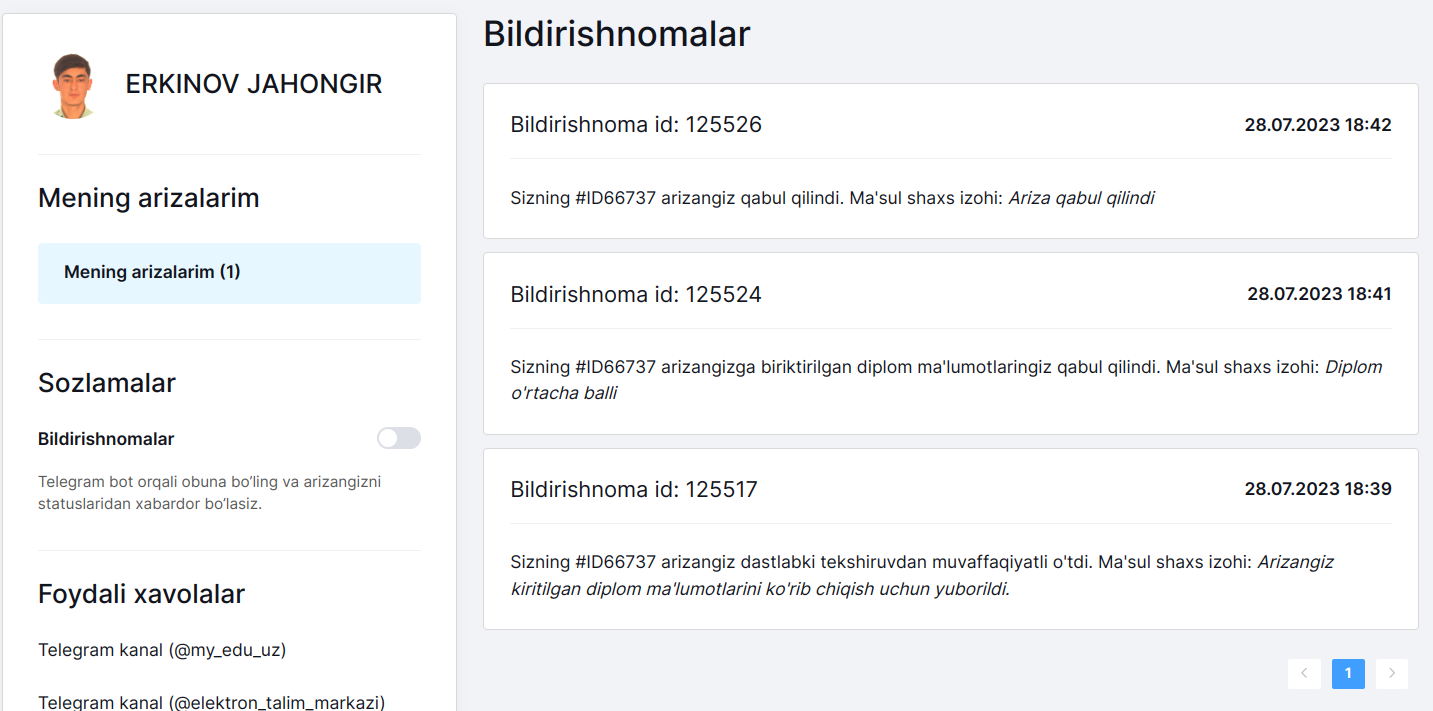 ERKINOV JAHONGIR
Mening arizalarim
Mening arizalarim (1)
Sozlamalar
Bildirishnomalar
Telegram bot orqali obuna bo’ling va arizangizni
statuslaridan xabardor bo’lasiz.
Foydali xavolalar
Telegram kanal (@my_edu_uz)
Telegram kanal (@elektron_talim_markazi)
Bildirishnomalar
Bildirishnoma id: 125526
28.07.2023 18:42
Sizning #ID66737 arizangiz qabul qilindi. Ma'sul shaxs izohi: Ariza qabul qilindi
Bildirishnoma id: 125524
28.07.2023 18:41
Sizning #ID66737 arizangizga biriktirilgan diplom ma'lumotlaringiz qabul qilindi. Ma'sul shaxs izohi: Diplom
o'rtacha balli
Bildirishnoma id: 125517
28.07.2023 18:39
Sizning #ID66737 arizangiz dastlabki tekshiruvdan muvaffaqiyatli o'tdi. Ma'sul shaxs izohi: Arizangiz
kiritilgan diplom ma'lumotlarini ko'rib chiqish uchun yuborildi.
1